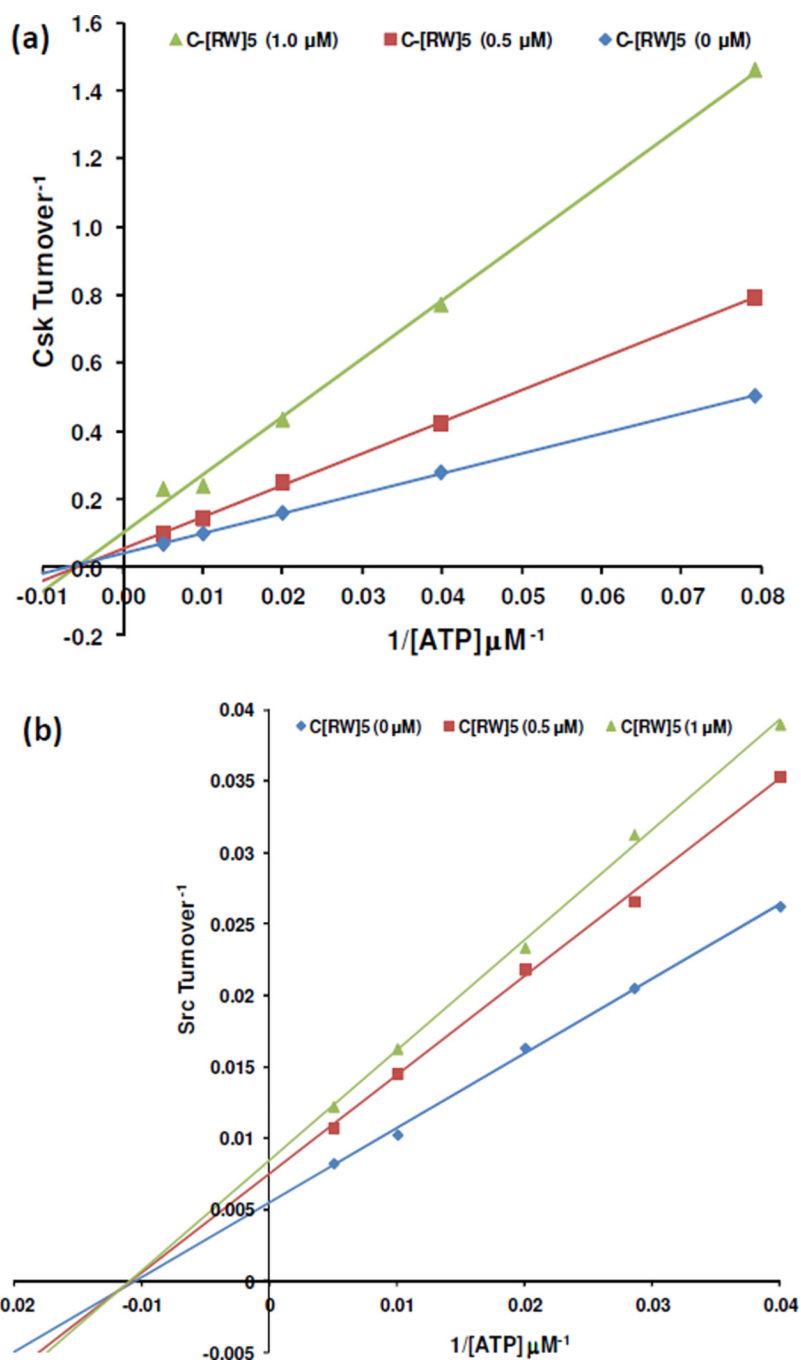 (a)
C-[RW]5 (1.0 µM) C-[RW]5 (0.5 µM) C-[RW]5 (0 µM)
1.6
1.4
1.2
1.0
0.8
0.6
0.4
0.2
0.0
-0.2
Csk Turnover-1
-0.01 0.00 0.01 0.02 0.03 0.04 0.05 0.06 0.07 0.08
1/[ATP] µM-1
(b)
C[RW]5 (0 µM) C[RW]5 (0.5 µM) C[RW]5 (1 µM)
0.04
0.035
0.03
0.025
0.02
0.015
0.01
0.005
0
-0.005
Src Turnover-1
0.02 -0.01 0 0.01 0.02 0.03 0.04
1/[ATP] µM-1